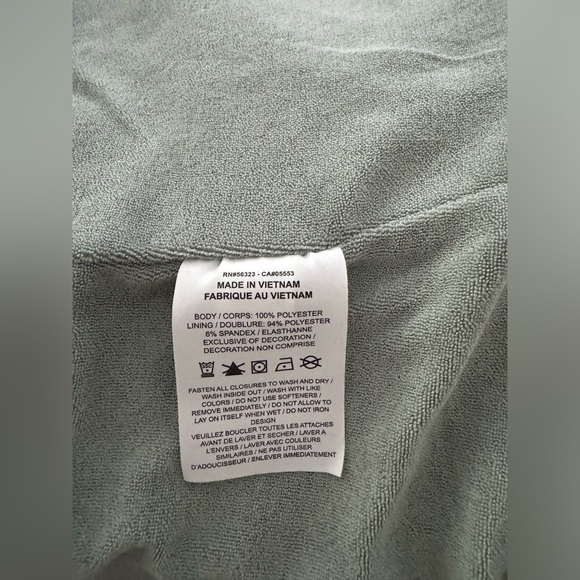 RN#56323 - CA#05553
MADE IN VIETNAM
FABRIQUE AU VIETNAM
BODY / CORPS: 100% POLYESTER
LINING / DOUBLURE: 94% POLYESTER
6% SPANDEX / ELASTHANNE
EXCLUSIVE OF DECORATION /
DECORATION NON COMPRISE
FASTEN ALL CLOSURES TO WASH AND DRY /
WASH INSIDE OUT / WASH WITH LIKE
COLORS / DO NOT USE SOFTENERS /
REMOVE IMMEDIATELY / DO NOT ALLOW TO
LAY ON ITSELF WHEN WET / DO NOT IRON
DESIGN
VEUILLEZ BOUCLER TOUTES LES ATTACHES
AVANT DE LAVER ET SECHER / LAVER A
L'ENVERS / LAVER AVEC COULEURS
SIMILAIRES / NE PAS UTILISER
D'ADOUCISSEUR / ENLEVER IMMEDIATEMENT